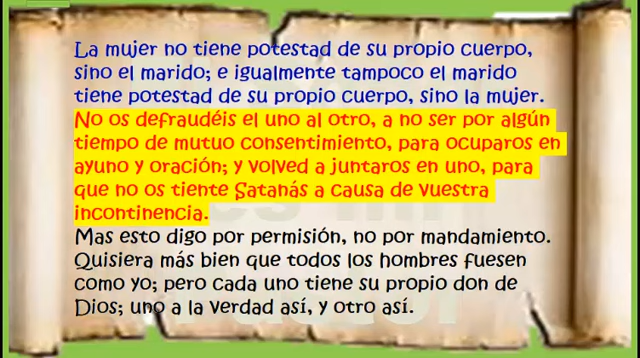 La mujer no tiene potestad de su propio cuerpo,
sino el marido; e igualmente tampoco el marido
tiene potestad de su propio cuerpo, sino la mujer.
No os defraudéis el uno al otro, a no ser por algún
tiempo de mutuo consentimiento, para ocuparos en
ayuno y oración; y volved a juntaros en uno, para
que no os tiente Satanás a causa de vuestra
incontinencia.
Mas esto digo por permisión, no por mandamiento.
Quisiera más bien que todos los hombres fuesen
como yo; pero cada uno tiene su propio don de
Dios; uno a la verdad así, y otro así.